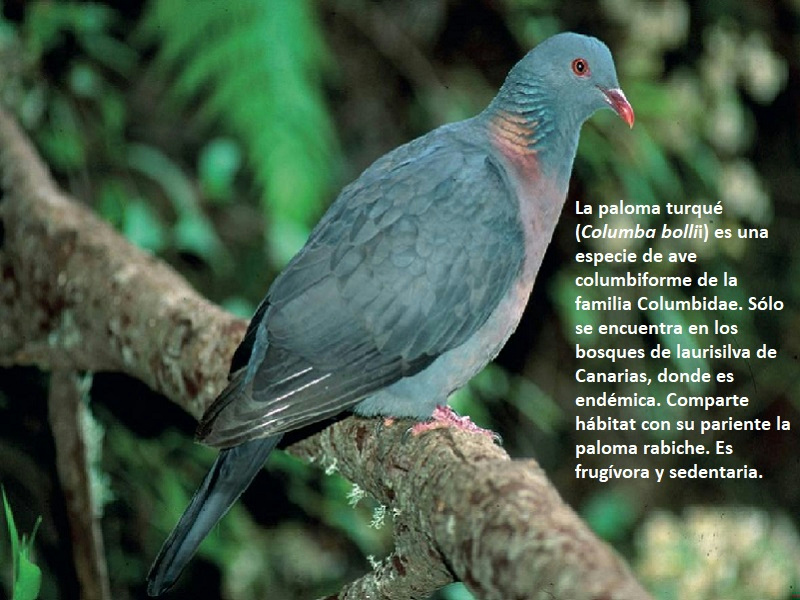 La paloma turqué
(Columba bollii) es una
especie de ave
columbiforme de la
familia Columbidae. Sólo
se encuentra en los
bosques de laurisilva de
Canarias, donde es
endémica. Comparte
hábitat con su pariente la
paloma rabiche. Es
frugívora y sedentaria.